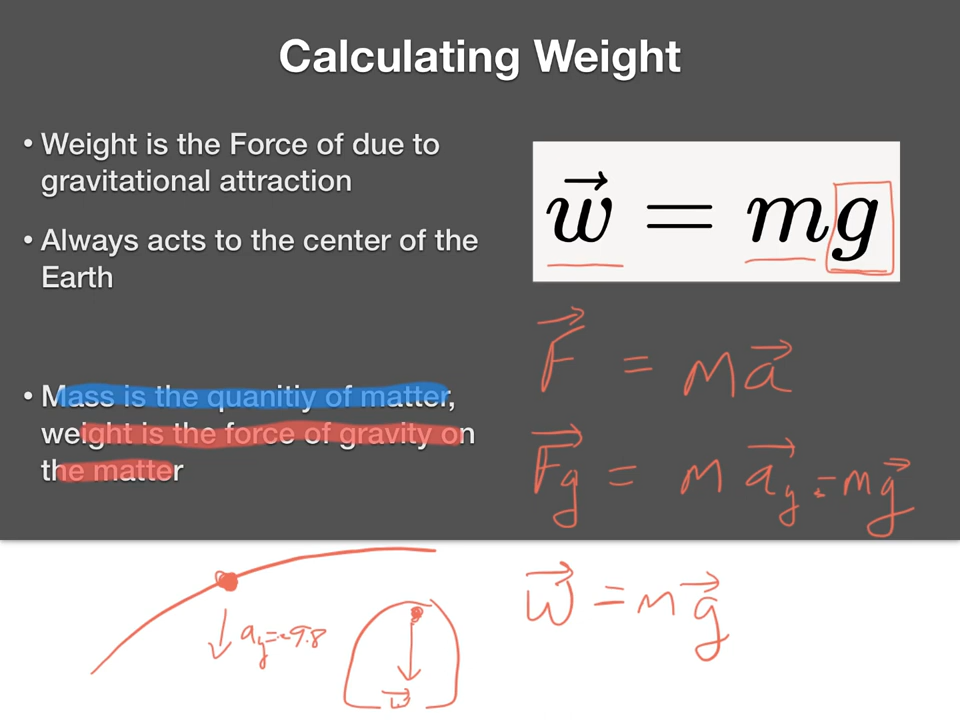 Calculating Weight
• Weight is the Force of due to
gravitational attraction
• Always acts to the center of the
Earth
• Mass is the quanitiy of matter,
weight is the force of gravity on
the matter
w⃗ = mg
F⃗ = ma⃗
F⃗g = m a⃗y = mg⃗
w⃗ = mg⃗
ay=-9.8
w⃗